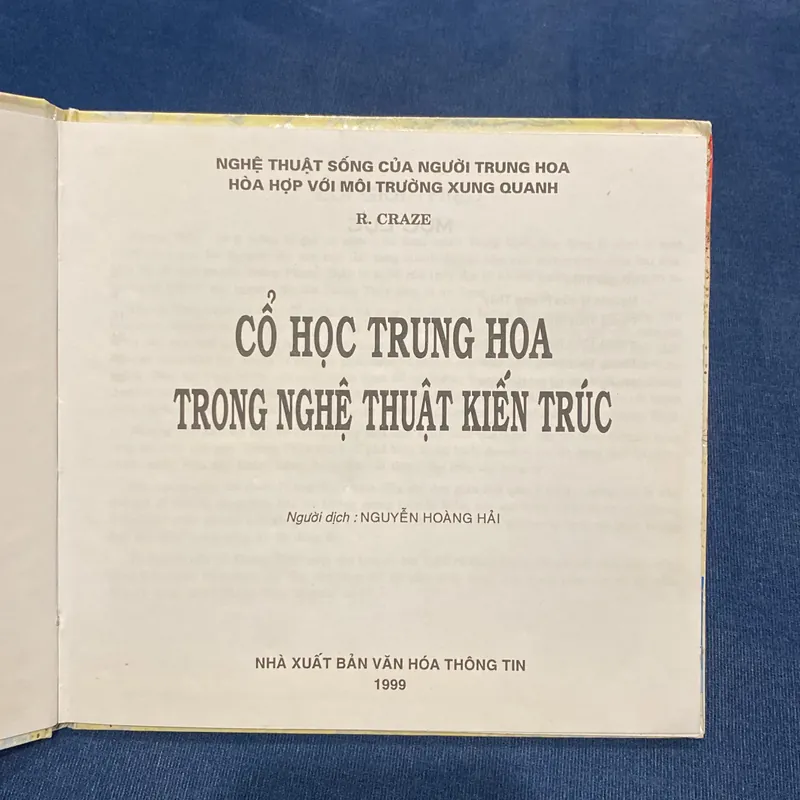 NGHỆ THUẬT SỐNG CỦA NGƯỜI TRUNG HOA
HÒA HỢP VỚI MÔI TRƯỜNG XUNG QUANH
R. CRAZE
CỔ HỌC TRUNG HOA
TRONG NGHỆ THUẬT KIẾN TRÚC
Người dịch : NGUYỄN HOÀNG HẢI
NHÀ XUẤT BẢN VĂN HÓA THÔNG TIN
1999